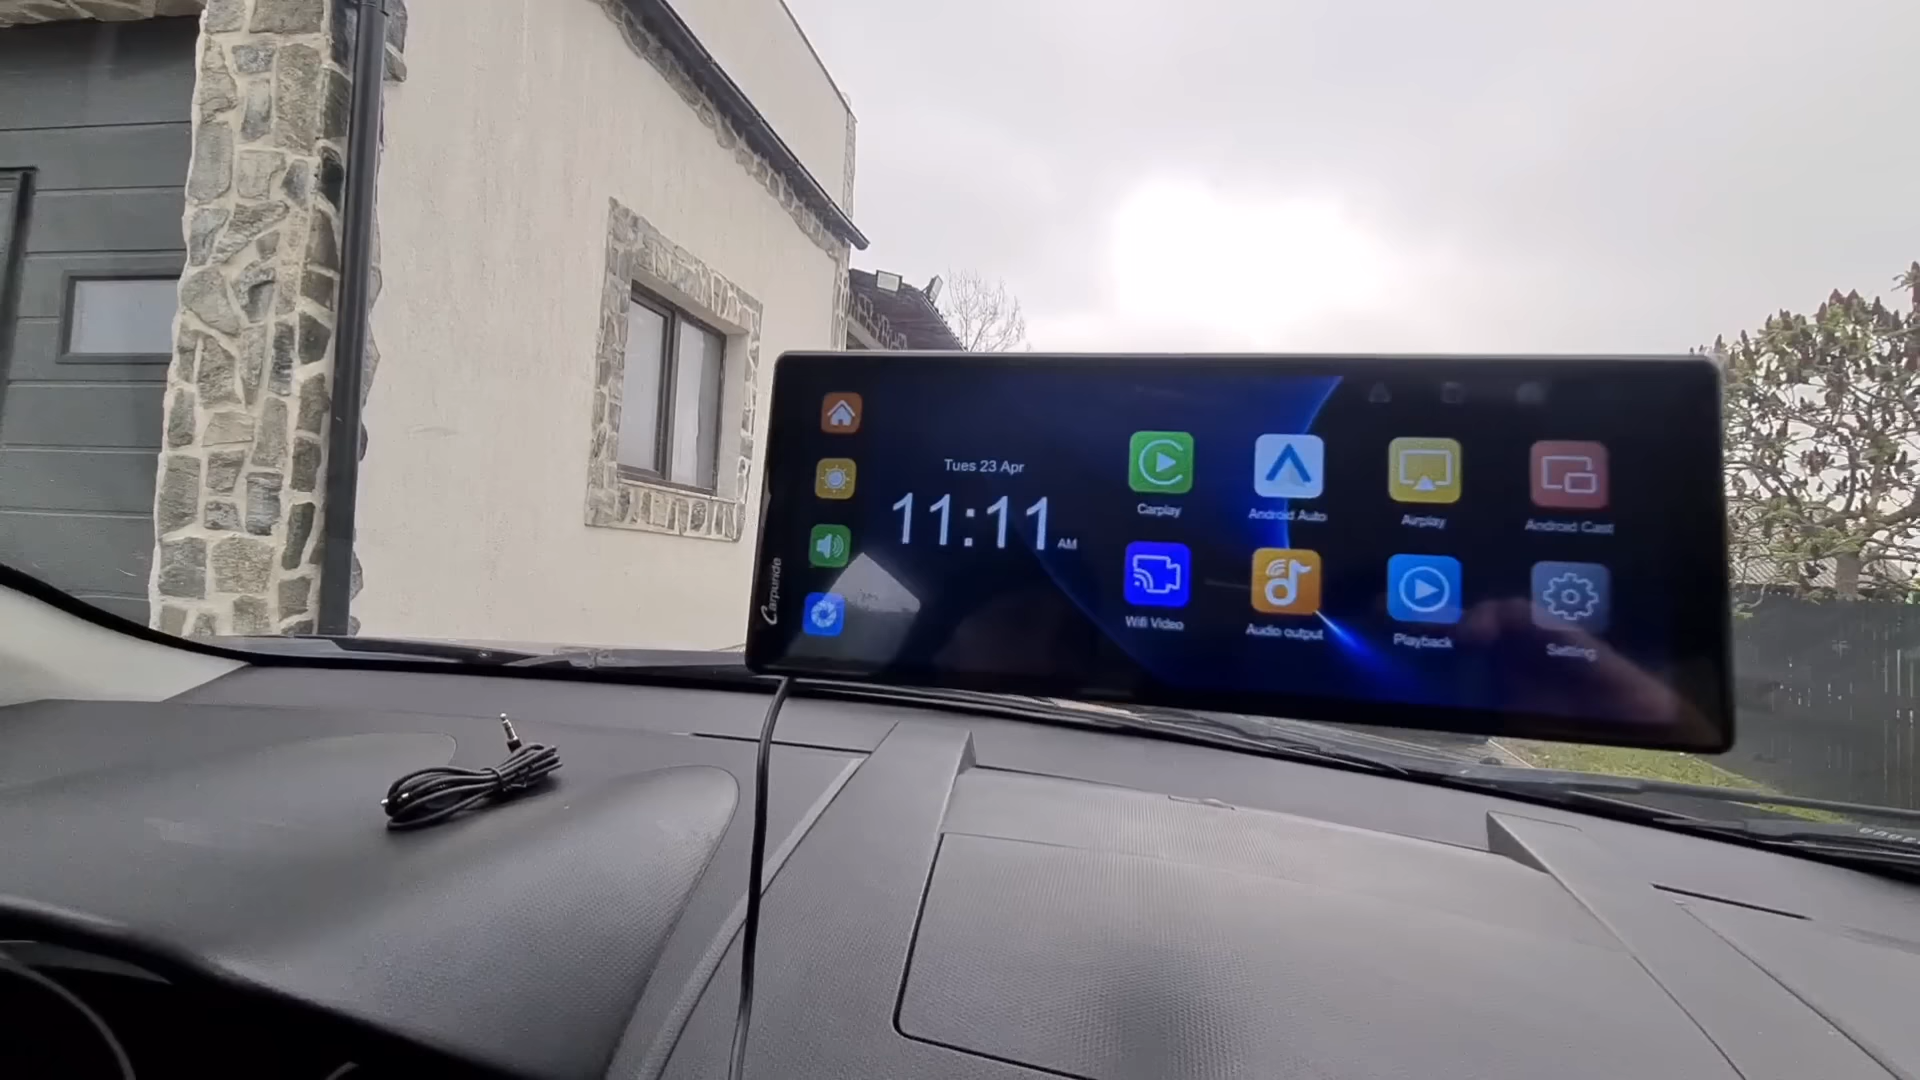 Tues 23 Apr
11:11 AM
Carpuride
Carplay
Android Auto
Airplay
Android Cast
Wifi Video
Audio output
Playback
Setting